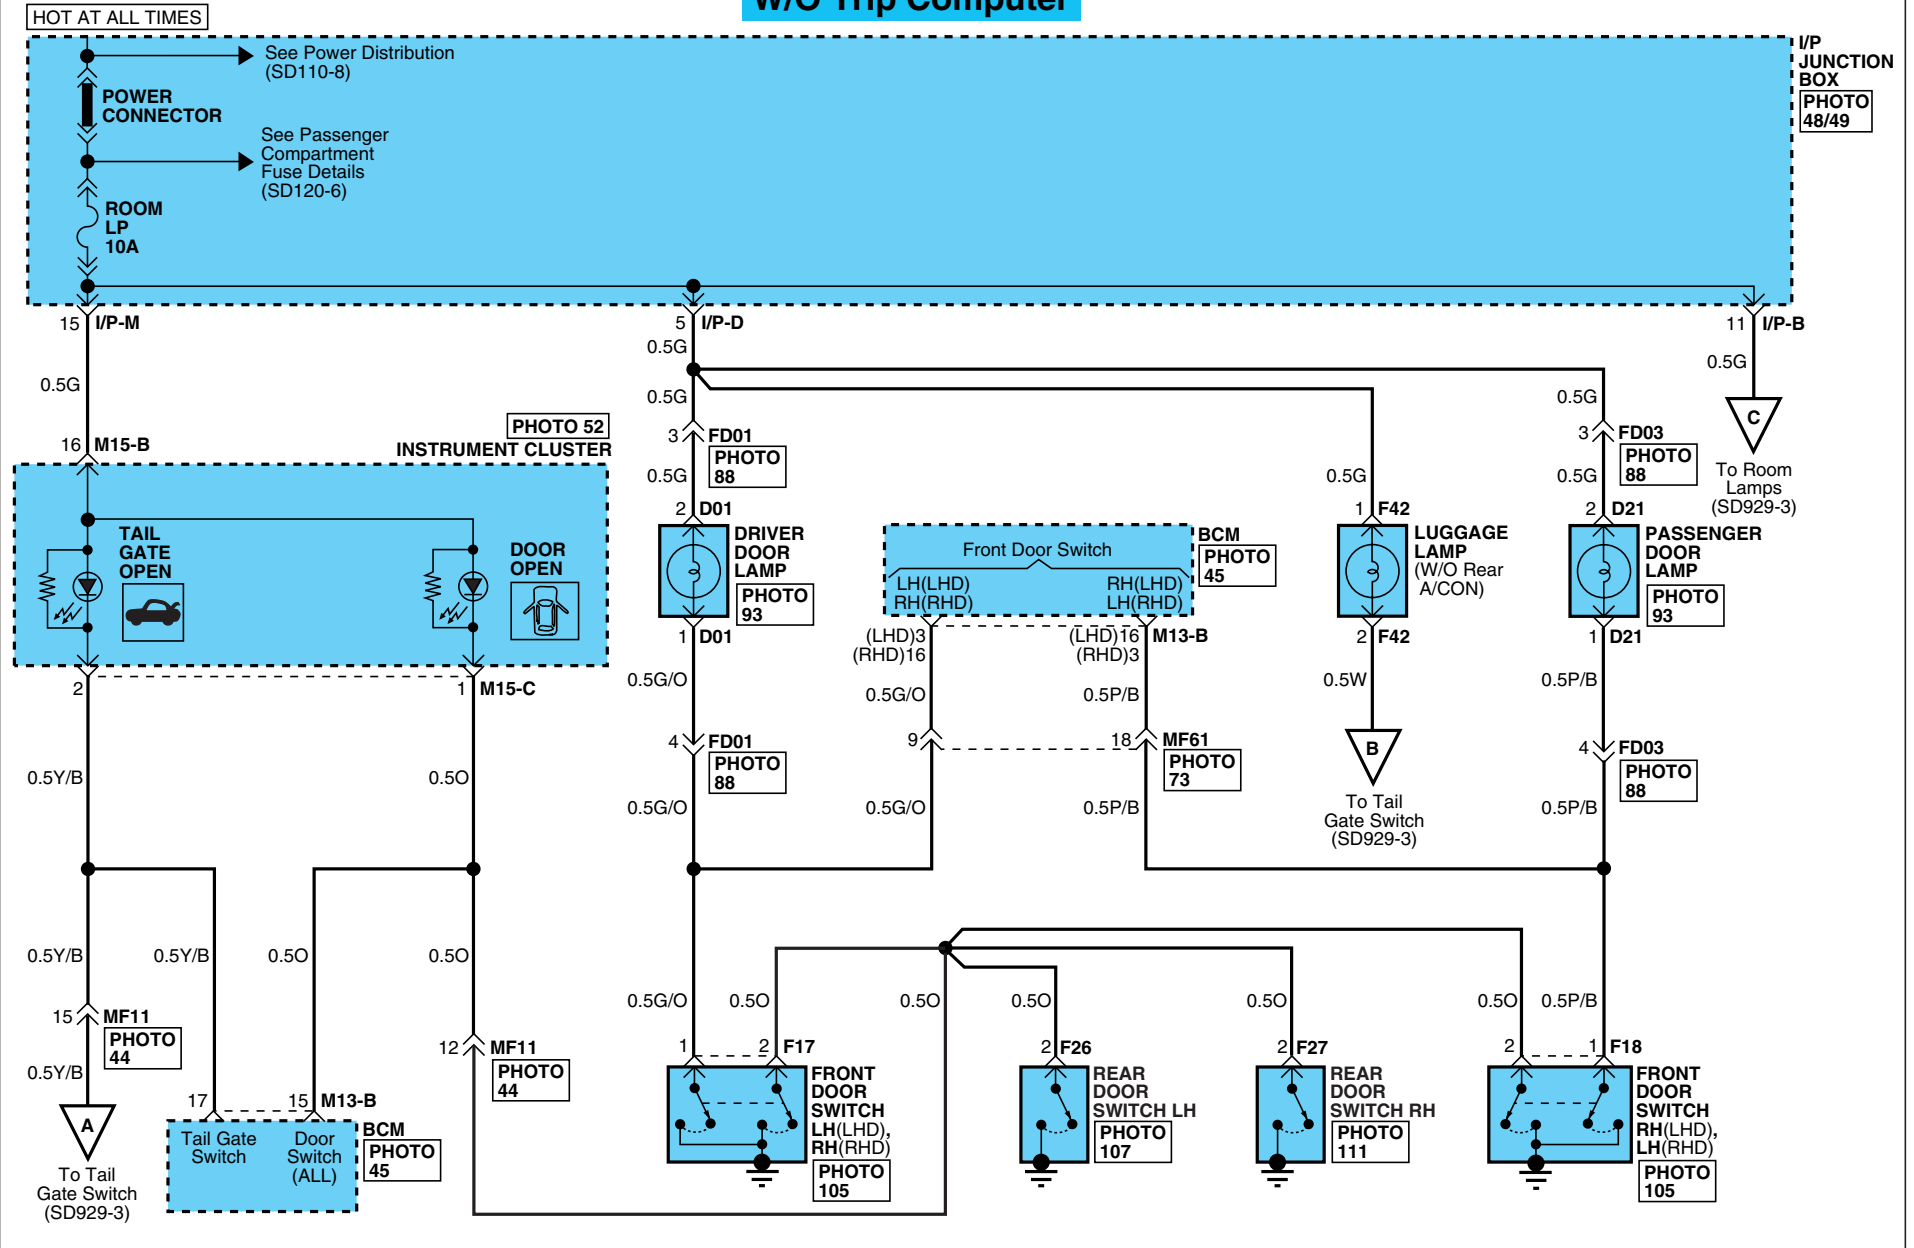 W/O Trip Computer
HOT AT ALL TIMES
See Power Distribution
(SD110-8)
POWER
CONNECTOR
See Passenger
Compartment
Fuse Details
(SD120-6)
ROOM
LP
10A
I/P
JUNCTION
BOX
PHOTO
48/49
15 I/P-M
5 I/P-D
11 I/P-B
0.5G
0.5G
0.5G
0.5G
0.5G
C
To Room
Lamps
(SD929-3)
16 M15-B
PHOTO 52
INSTRUMENT CLUSTER
TAIL
GATE
OPEN
DOOR
OPEN
2
1 M15-C
3 FD01
PHOTO
88
0.5G
2 D01
DRIVER
DOOR
LAMP
PHOTO
93
1 D01
0.5G/O
4 FD01
PHOTO
88
0.5G/O
Front Door Switch
LH(LHD)
RH(RHD)
RH(LHD)
LH(RHD)
BCM
PHOTO
45
(LHD)3
(RHD)16
(LHD)16
(RHD)3
M13-B
0.5G/O
0.5P/B
9
18 MF61
PHOTO
73
0.5G/O
0.5P/B
0.5G
1 F42
LUGGAGE
LAMP
(W/O Rear
A/CON)
2 F42
0.5W
B
To Tail
Gate Switch
(SD929-3)
3 FD03
PHOTO
88
0.5G
2 D21
PASSENGER
DOOR
LAMP
PHOTO
93
1 D21
0.5P/B
4 FD03
PHOTO
88
0.5P/B
0.5Y/B
0.5O
0.5Y/B
0.5Y/B
0.5O
0.5O
15 MF11
PHOTO
44
0.5Y/B
A
To Tail
Gate Switch
(SD929-3)
17
15 M13-B
Tail Gate
Switch
Door
Switch
(ALL)
BCM
PHOTO
45
12 MF11
PHOTO
44
0.5G/O
0.5O
0.5O
0.5O
0.5O
0.5O
0.5P/B
1
2 F17
FRONT
DOOR
SWITCH
LH(LHD),
RH(RHD)
PHOTO
105
2 F26
REAR
DOOR
SWITCH LH
PHOTO
107
2 F27
REAR
DOOR
SWITCH RH
PHOTO
111
2
1 F18
FRONT
DOOR
SWITCH
RH(LHD),
LH(RHD)
PHOTO
105